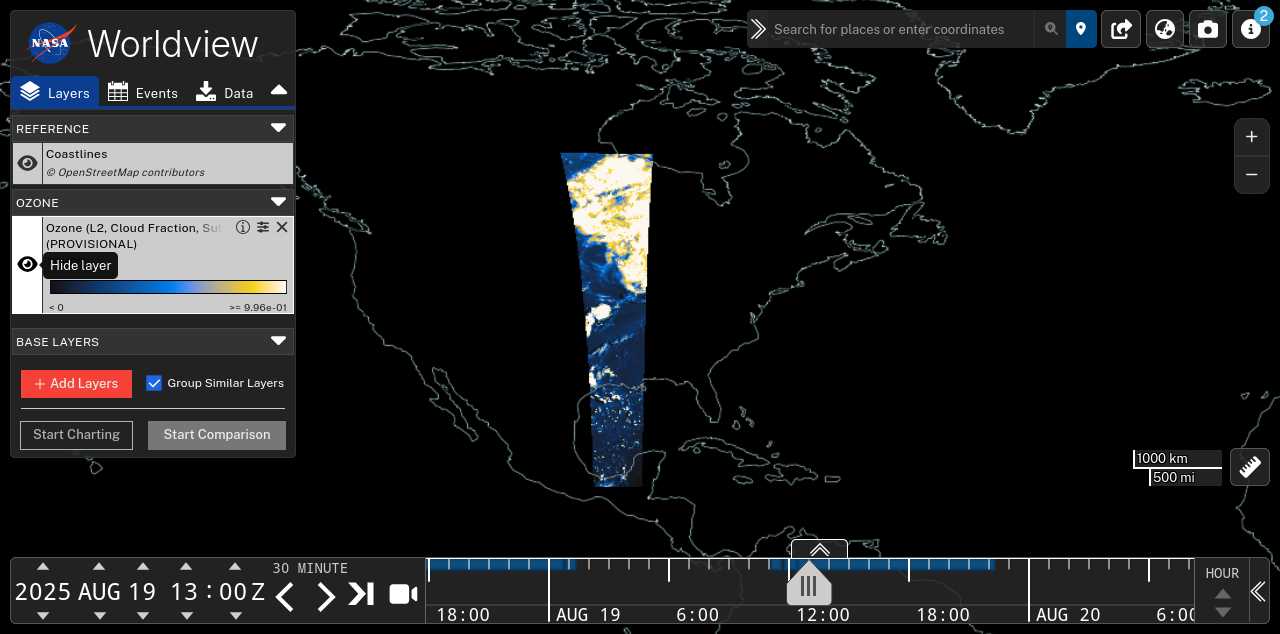 NASA
Worldview
Layers
Events
Data
REFERENCE
Coastlines
© OpenStreetMap contributors
OZONE
Ozone (L2, Cloud Fraction, Su
(PROVISIONAL)
Hide layer
< 0
>= 9.96e-01
BASE LAYERS
+ Add Layers
Group Similar Layers
Start Charting
Start Comparison
Search for places or enter coordinates
2
+
−
1000 km
500 mi
2025 AUG 19 13 : 00 Z
30 MINUTE
18:00
AUG 19
6:00
12:00
18:00
AUG 20
6:00
HOUR